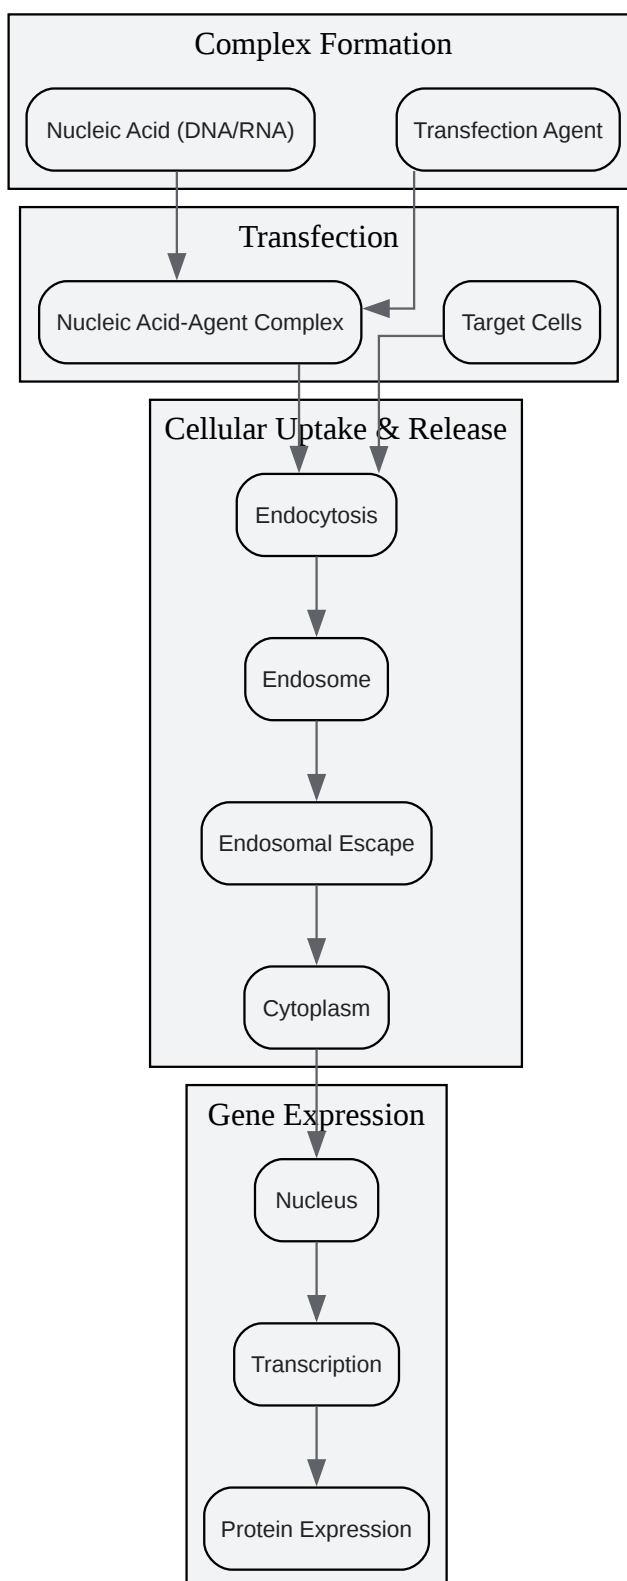 Complex Formation
Nucleic Acid (DNA/RNA)
Transfection Agent
Transfection
Nucleic Acid-Agent Complex
Target Cells
Cellular Uptake & Release
Endocytosis
Endosome
Endosomal Escape
Cytoplasm
Gene Expression
Nucleus
Transcription
Protein Expression